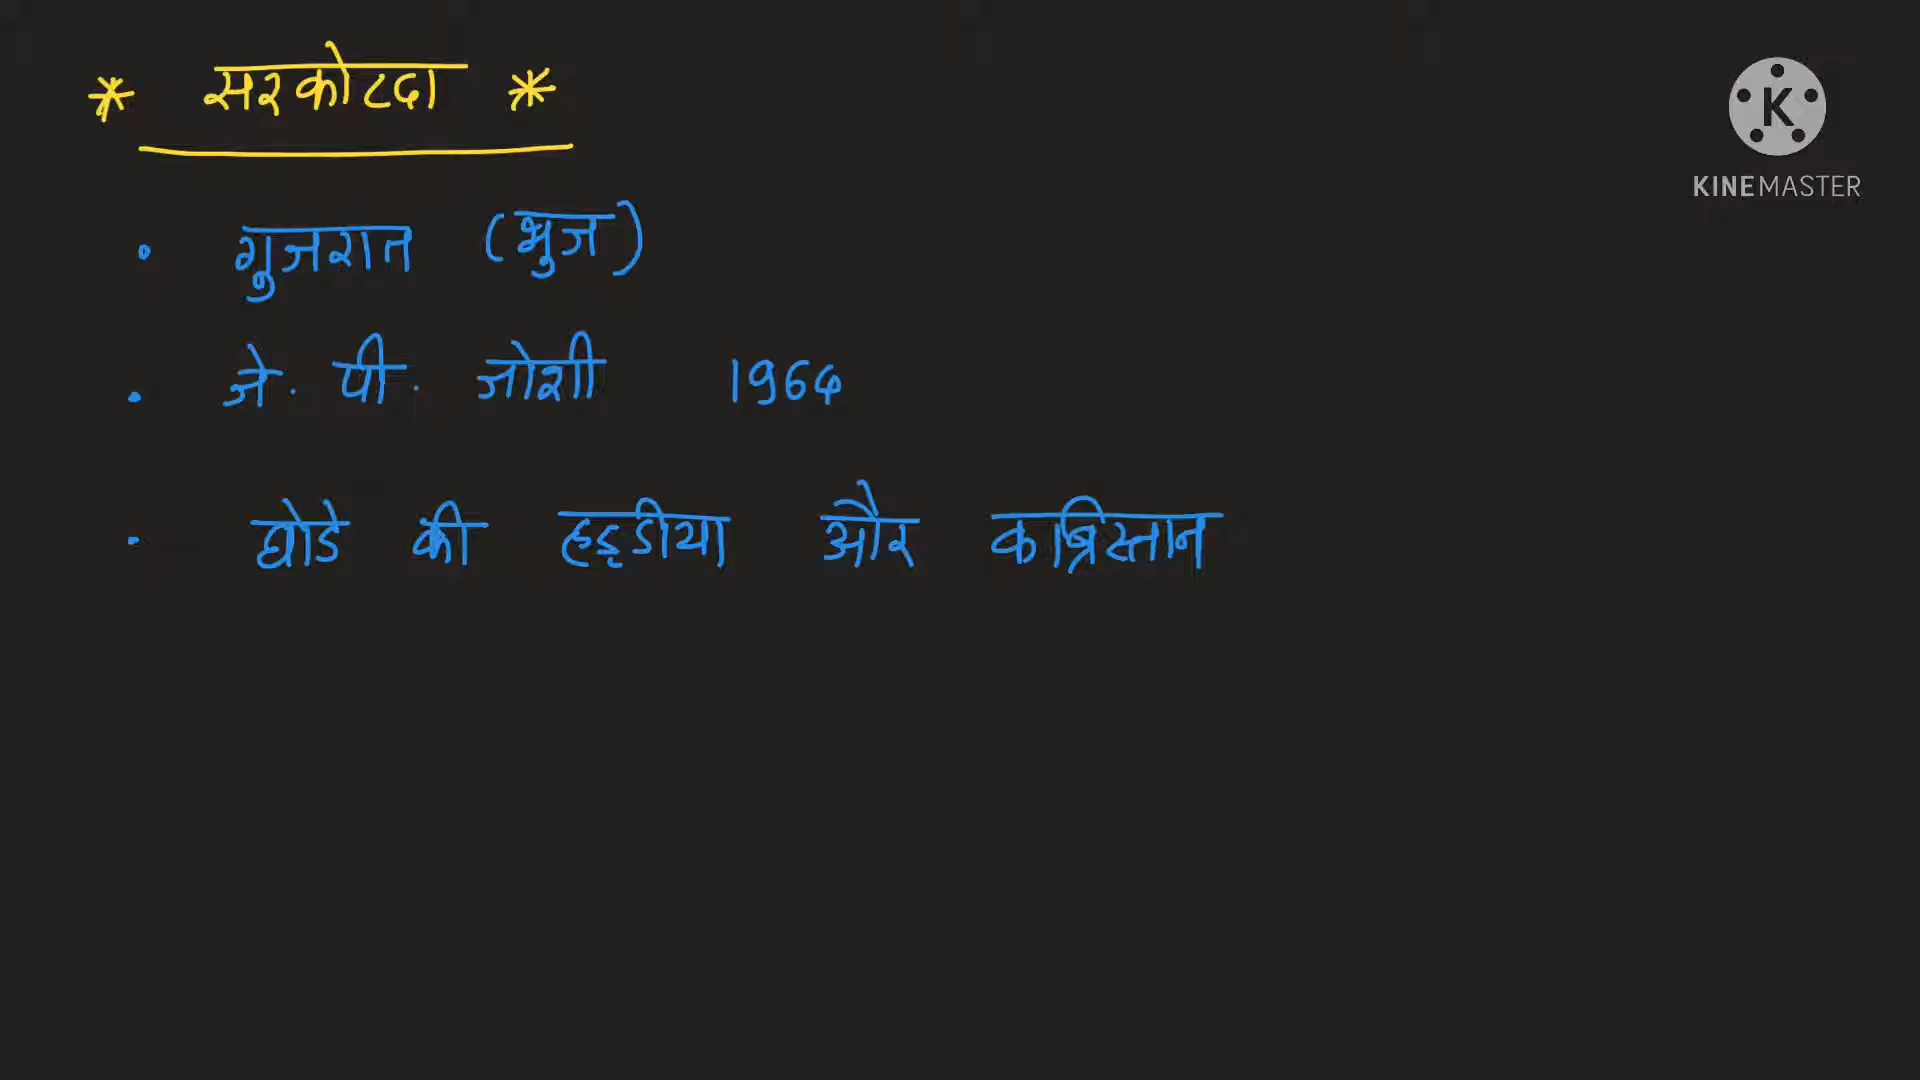 * सरकोटदा *
K
KINEMASTER
• गुजरात (भुज)
• जे. पी. जोशी 1964
• घोडे की हड्डीया और कब्रिस्तान